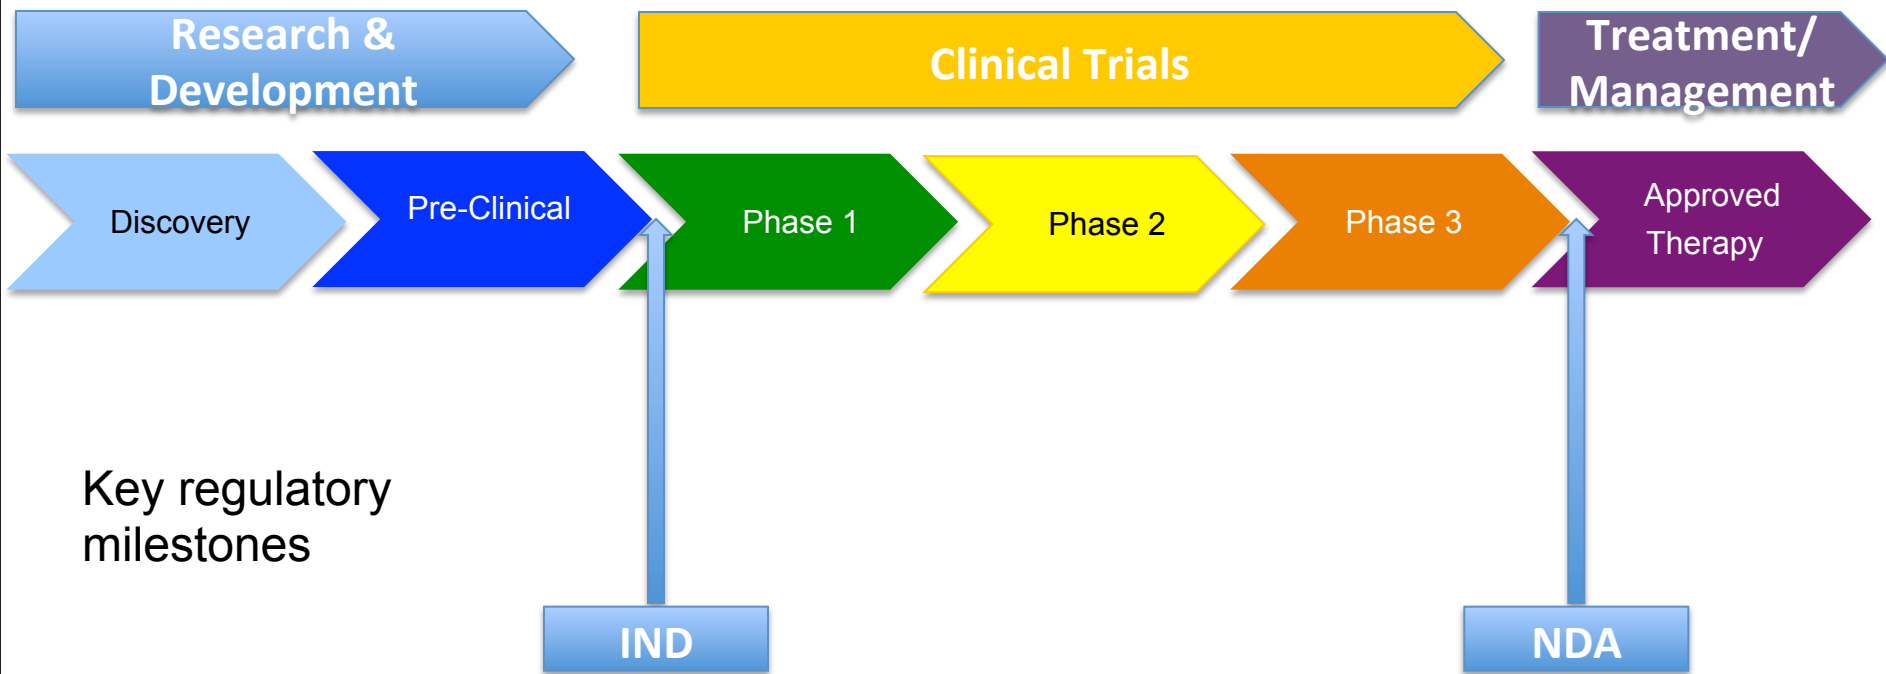 Research &
Development
Clinical Trials
Treatment/
Management
Discovery
Pre-Clinical
Phase 1
Phase 2
Phase 3
Approved
Therapy
Key regulatory
milestones
IND
NDA